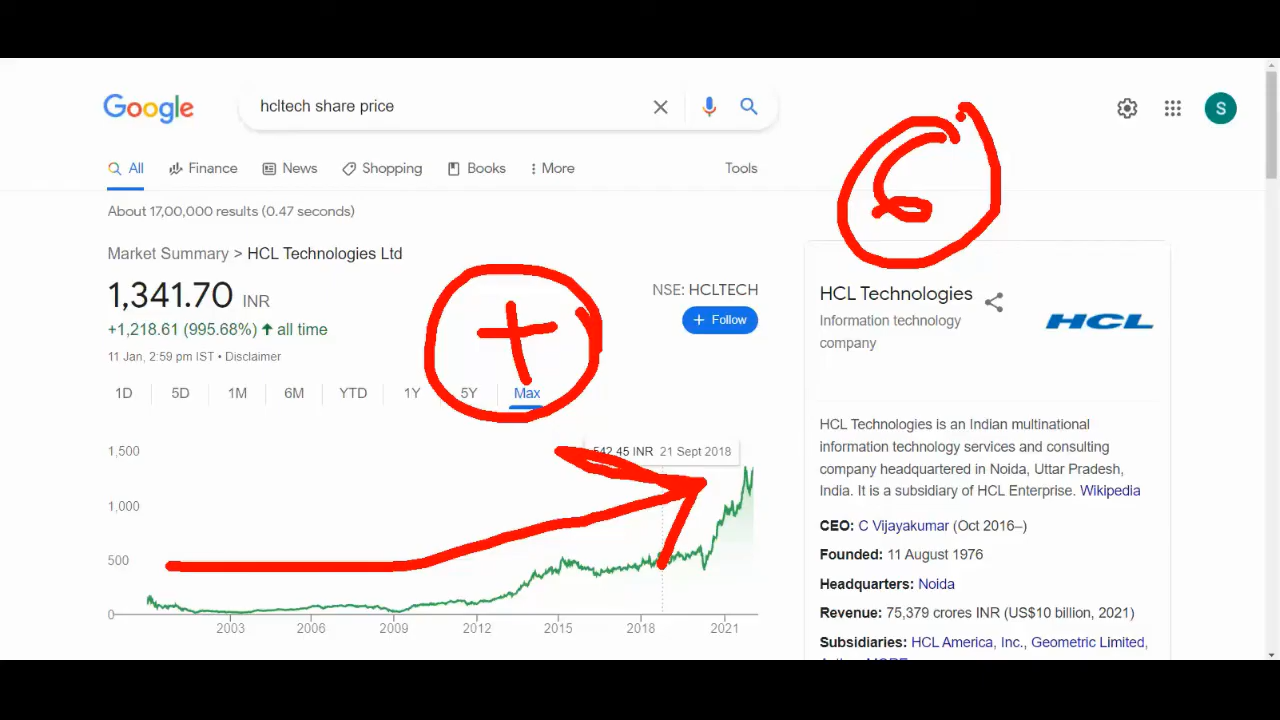 Google
hcltech share price
S
All Finance News Shopping Books More Tools
About 17,00,000 results (0.47 seconds)
6
Market Summary > HCL Technologies Ltd
1,341.70 INR
+1,218.61 (995.68%) all time
11 Jan, 2:59 pm IST • Disclaimer
+
NSE: HCLTECH
+ Follow
1D 5D 1M 6M YTD 1Y 5Y Max
1,500
1,000
500
0
542.45 INR 21 Sept 2018
2003 2006 2009 2012 2015 2018 2021
HCL Technologies
Information technology
company
HCL
HCL Technologies is an Indian multinational
information technology services and consulting
company headquartered in Noida, Uttar Pradesh,
India. It is a subsidiary of HCL Enterprise. Wikipedia
CEO: C Vijayakumar (Oct 2016–)
Founded: 11 August 1976
Headquarters: Noida
Revenue: 75,379 crores INR (US$10 billion, 2021)
Subsidiaries: HCL America, Inc., Geometric Limited,